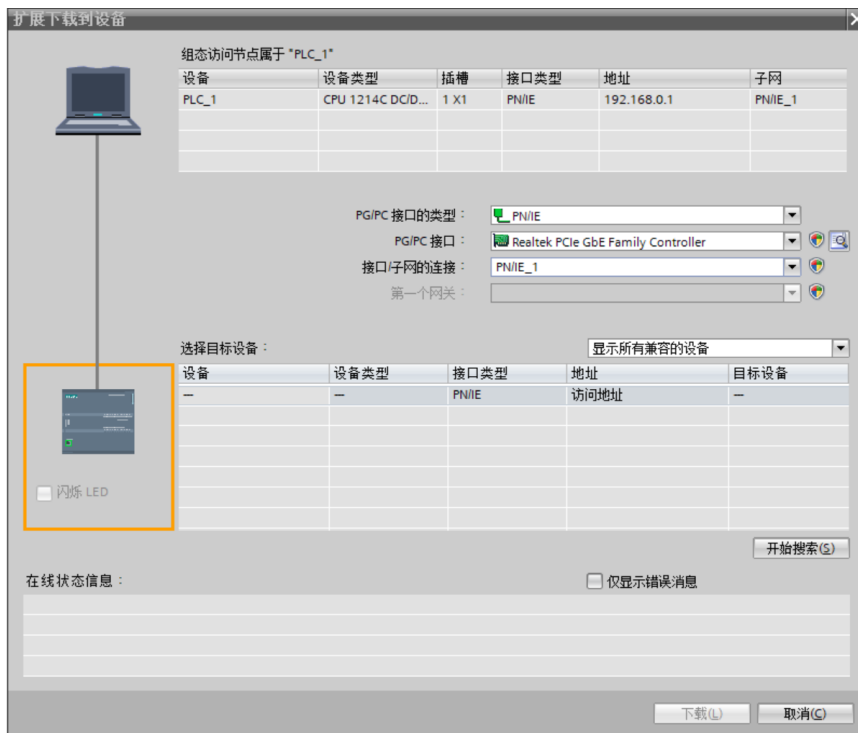 扩展下载到设备
组态访问节点属于 "PLC_1"
设备 设备类型 插槽 接口类型 地址 子网
PLC_1 CPU 1214C DC/D... 1 X1 PN/IE 192.168.0.1 PN/IE_1
PG/PC 接口的类型： PN/IE
PG/PC 接口： Realtek PCIe GbE Family Controller
接口/子网的连接： PN/IE_1
第一个网关：
选择目标设备： 显示所有兼容的设备
设备 设备类型 接口类型 地址 目标设备
— — PN/IE 访问地址 —
闪烁 LED
开始搜索(S)
在线状态信息： 仅显示错误消息
下载(L) 取消(C)